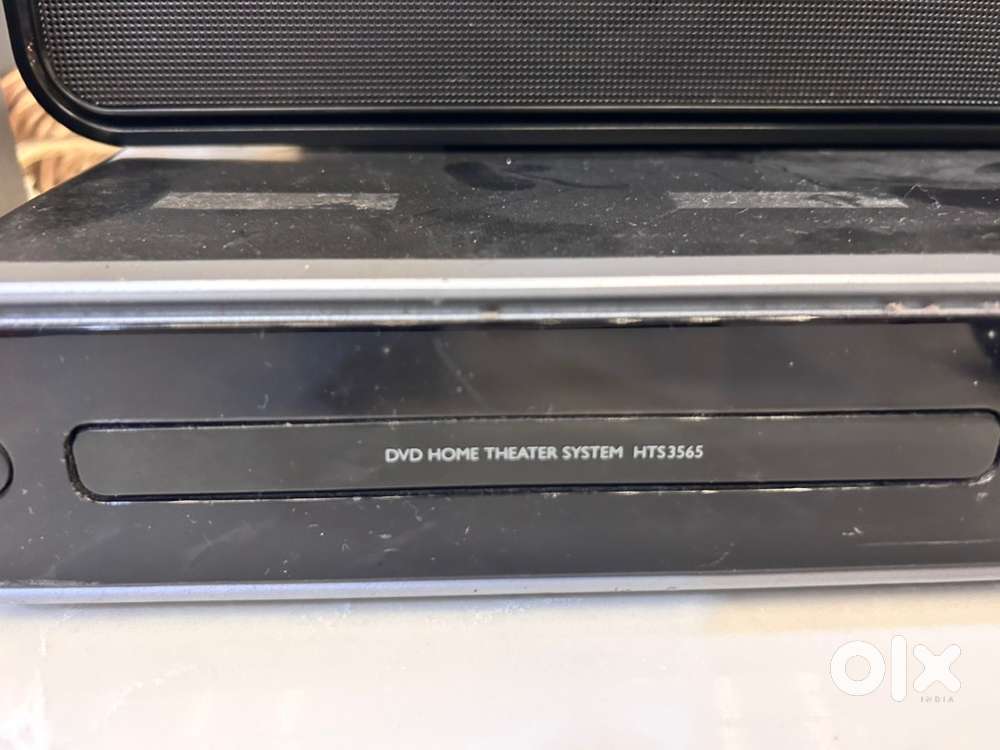 DVD HOME THEATER SYSTEM HTS3565
olx
INDIA